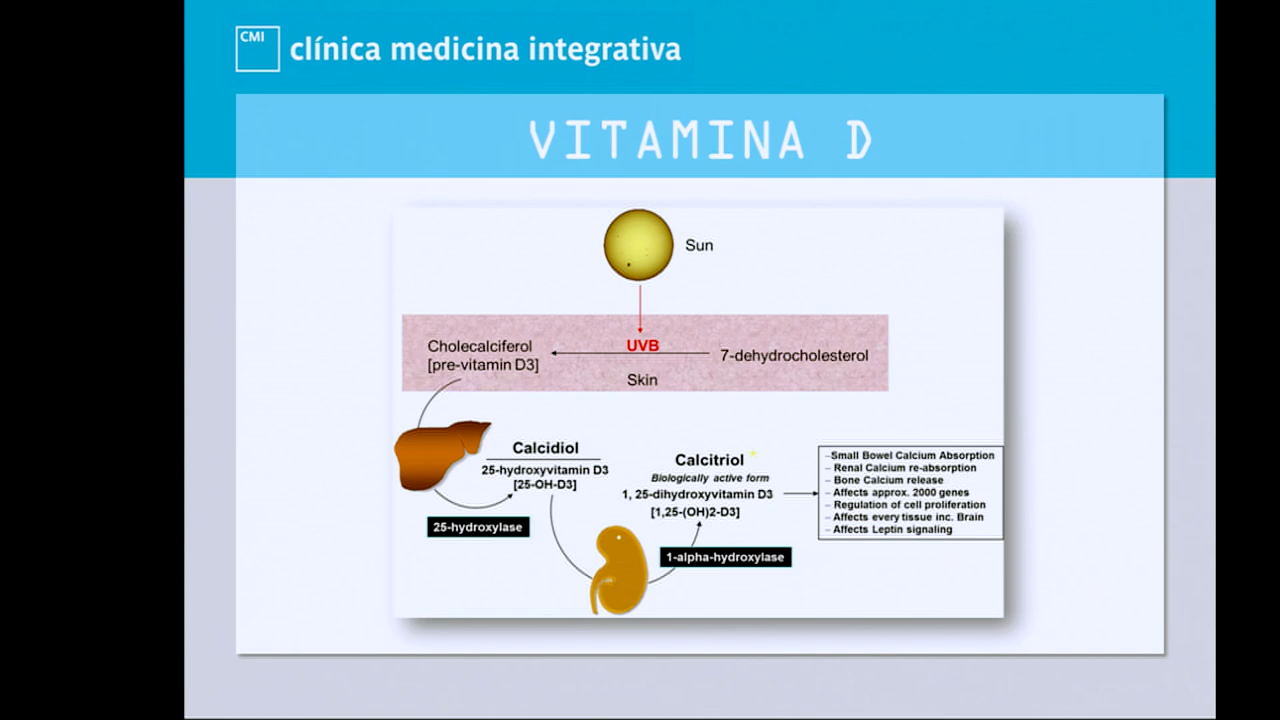 CMI
clínica medicina integrativa
VITAMINA D
Sun
Cholecalciferol
[pre-vitamin D3]
UVB
7-dehydrocholesterol
Skin
Calcidiol
25-hydroxyvitamin D3
[25-OH-D3]
25-hydroxylase
Calcitriol
Biologically active form
1, 25-dihydroxyvitamin D3
[1,25-(OH)2-D3]
1-alpha-hydroxylase
–Small Bowel Calcium Absorption
– Renal Calcium re-absorption
– Bone Calcium release
– Affects approx. 2000 genes
– Regulation of cell proliferation
– Affects every tissue inc. Brain
– Affects Leptin signaling